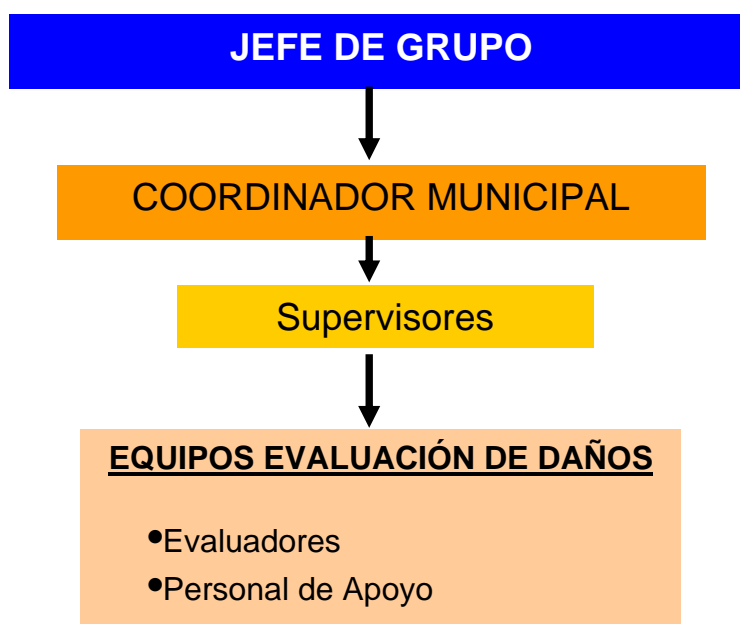 JEFE DE GRUPO
COORDINADOR MUNICIPAL
Supervisores
EQUIPOS EVALUACIÓN DE DAÑOS
•Evaluadores
•Personal de Apoyo